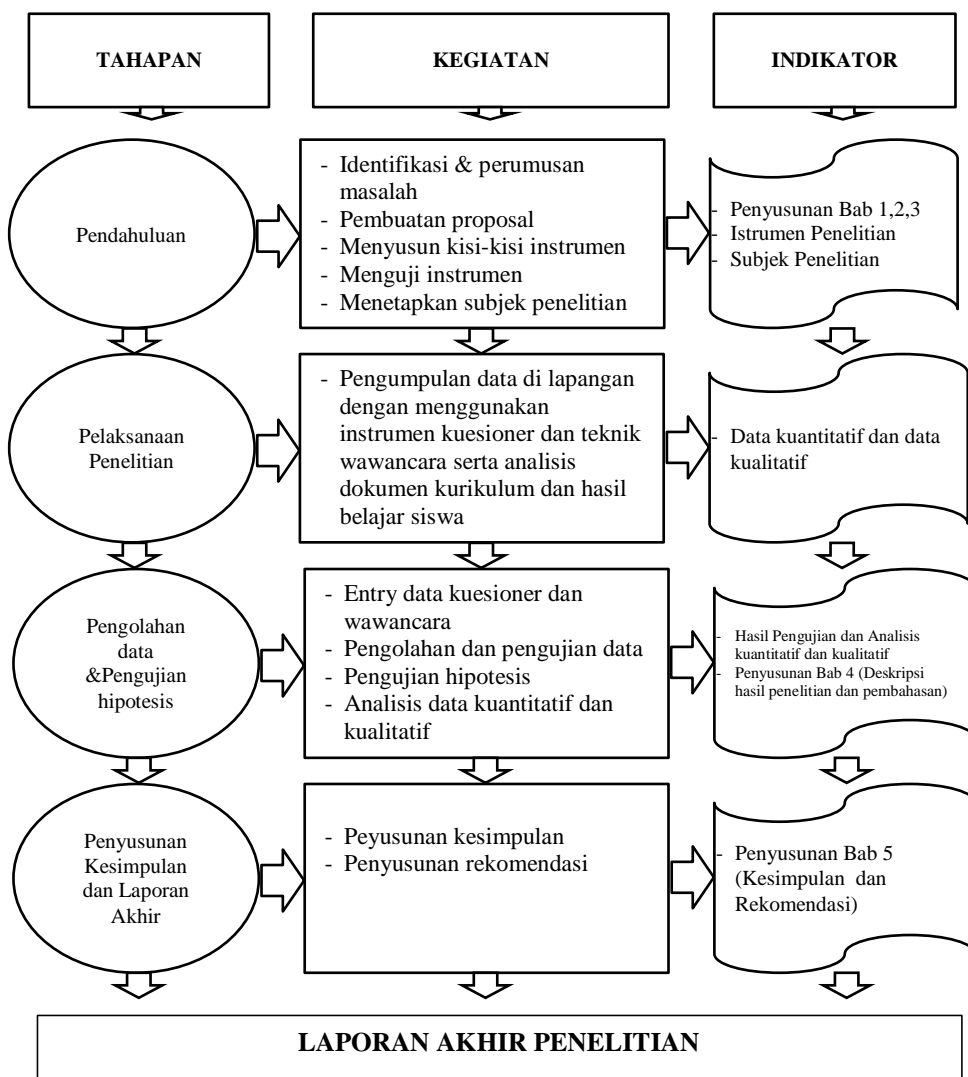 TAHAPAN
KEGIATAN
INDIKATOR
Pendahuluan
- Identifikasi & perumusan
masalah
- Pembuatan proposal
- Menyusun kisi-kisi instrumen
- Menguji instrumen
- Menetapkan subjek penelitian
- Penyusunan Bab 1,2,3
- Istrumen Penelitian
- Subjek Penelitian
Pelaksanaan
Penelitian
- Pengumpulan data di lapangan
dengan menggunakan
instrumen kuesioner dan teknik
wawancara serta analisis
dokumen kurikulum dan hasil
belajar siswa
- Data kuantitatif dan data
kualitatif
Pengolahan
data
&Pengujian
hipotesis
- Entry data kuesioner dan
wawancara
- Pengolahan dan pengujian data
- Pengujian hipotesis
- Analisis data kuantitatif dan
kualitatif
- Hasil Pengujian dan Analisis
kuantitatif dan kualitatif
- Penyusunan Bab 4 (Deskripsi
hasil penelitian dan pembahasan)
Penyusunan
Kesimpulan
dan Laporan
Akhir
- Peyusunan kesimpulan
- Penyusunan rekomendasi
- Penyusunan Bab 5
(Kesimpulan dan
Rekomendasi)
LAPORAN AKHIR PENELITIAN